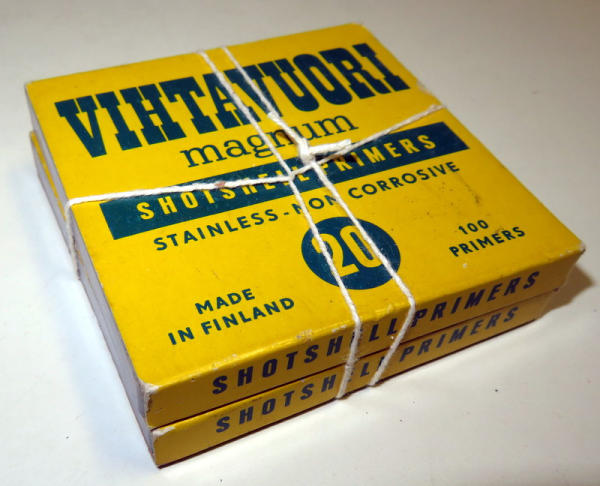 VIHTAVUORI
magnum
SHOTSHELL PRIMERS
STAINLESS-NON CORROSIVE
20
100
PRIMERS
MADE
IN FINLAND
SHOTSHELL PRIMERS
SHOTSHELL PRIMERS